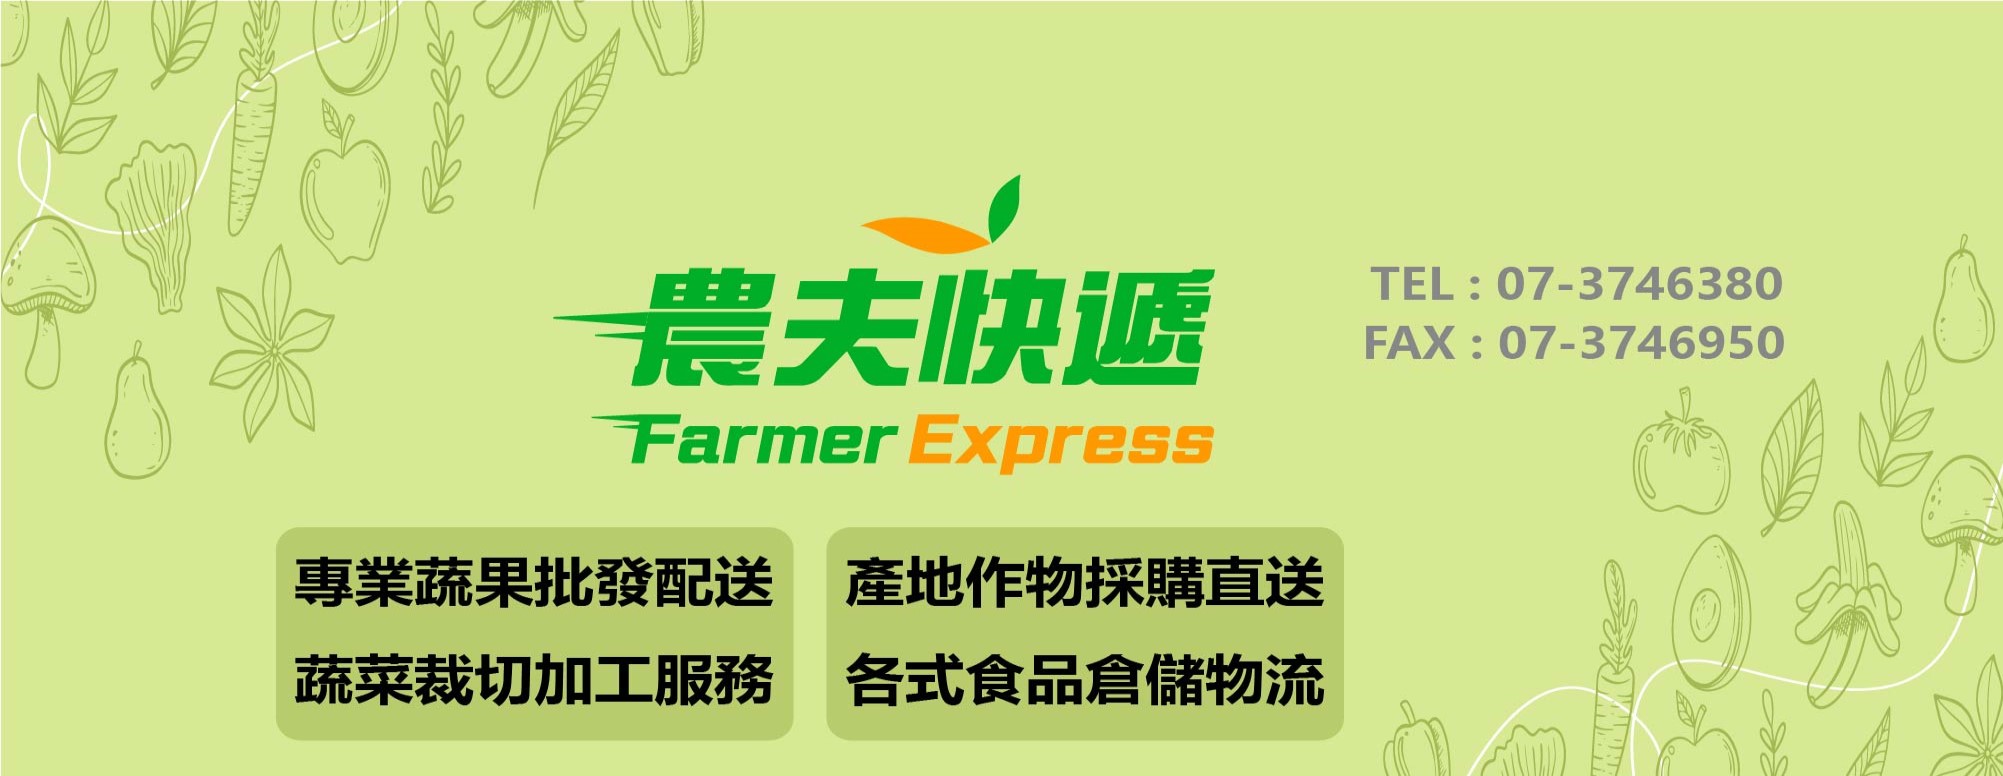 農夫快遞
Farmer Express
TEL : 07-3746380
FAX : 07-3746950
專業蔬果批發配送
蔬菜裁切加工服務
產地作物採購直送
各式食品倉儲物流